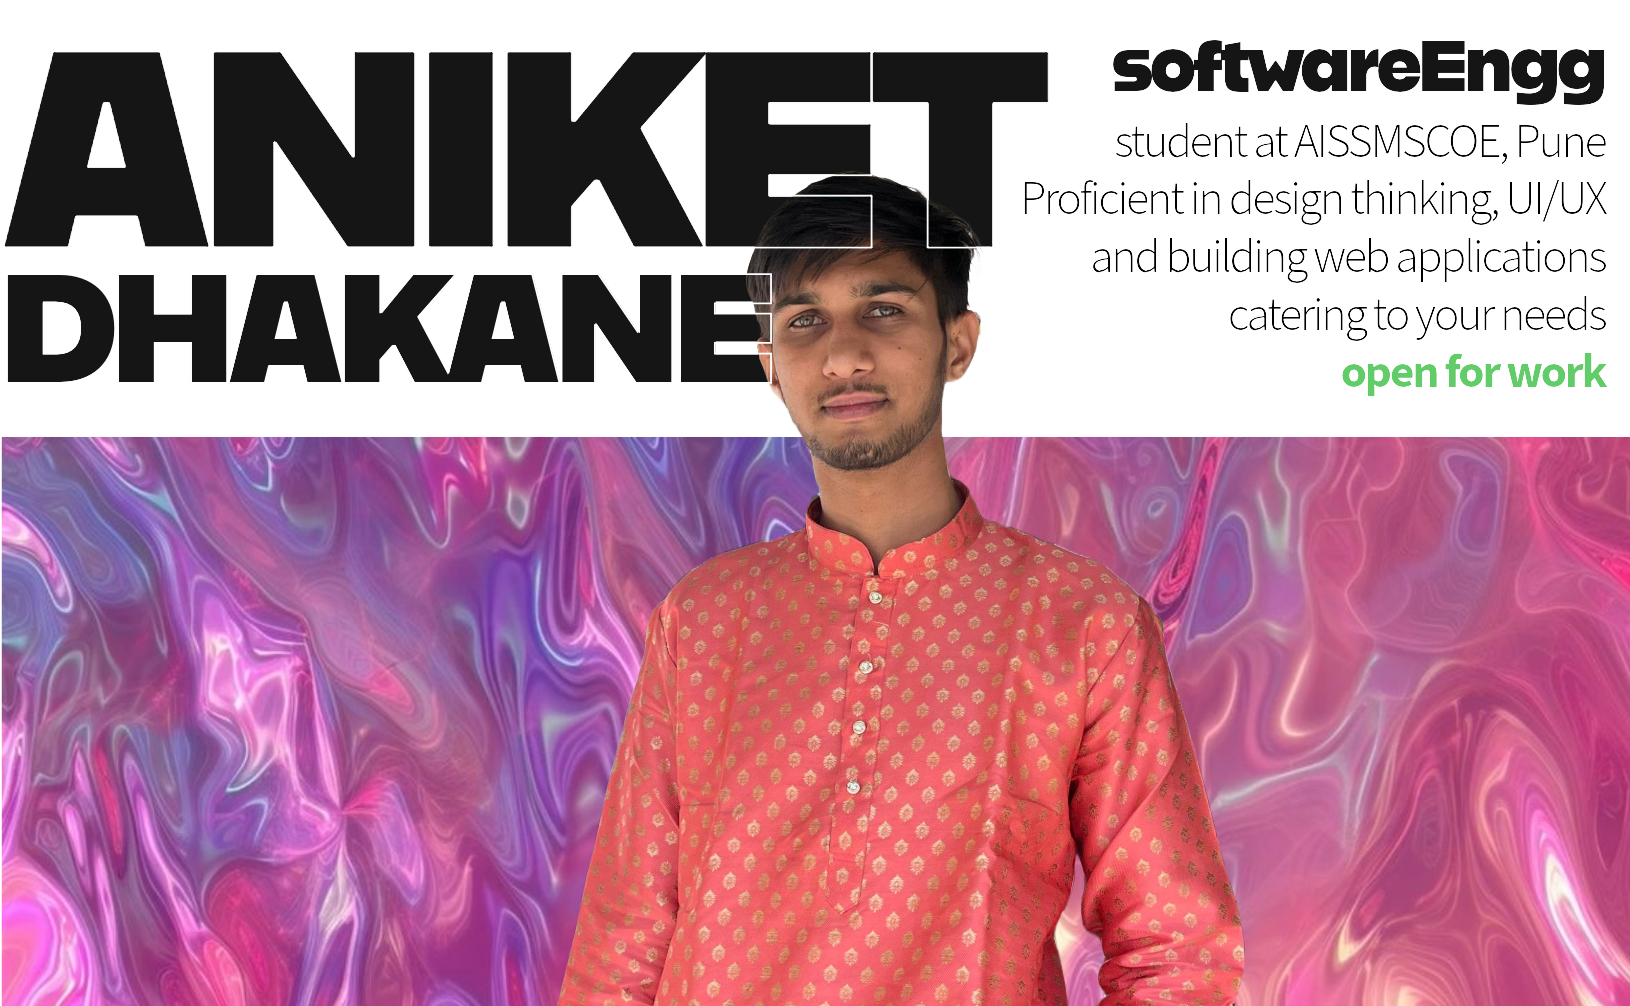 ANIKET
DHAKANE
softwareEngg
student at AISSMSCOE, Pune
Proficient in design thinking, UI/UX
and building web applications
catering to your needs
open for work